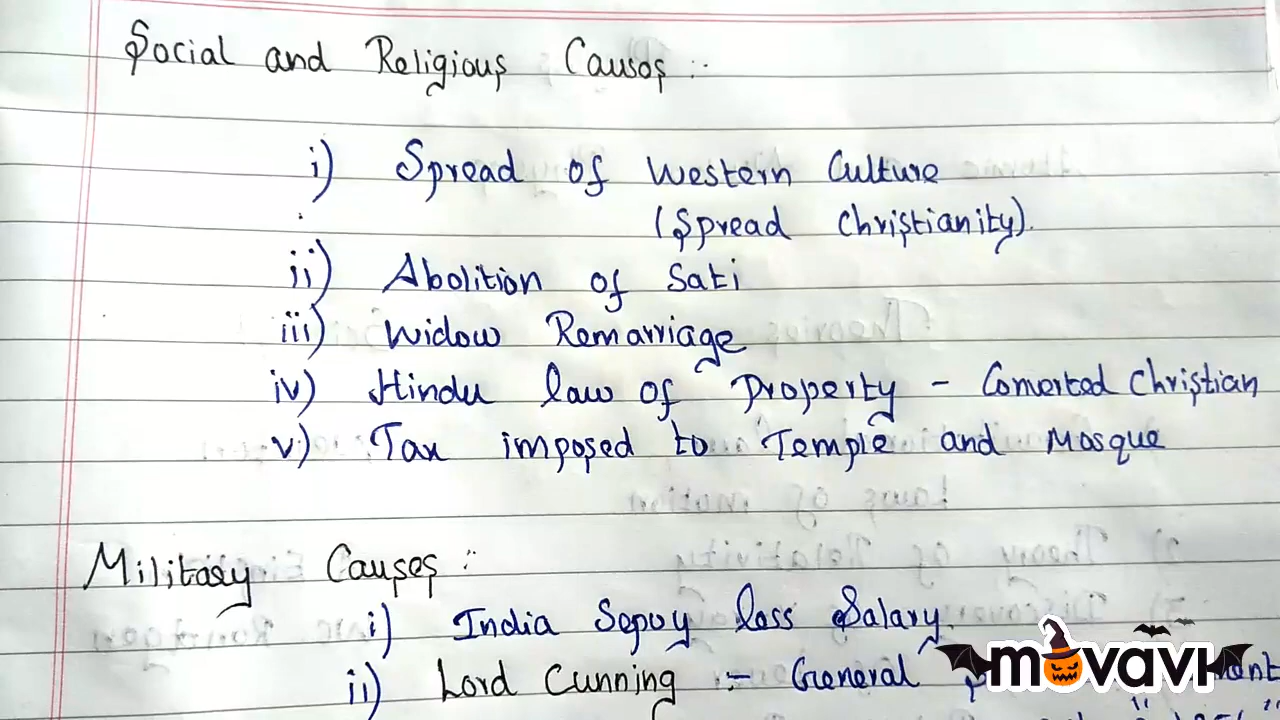 Social and Religious Causes :-
i) Spread of Western Culture
(Spread Christianity).
ii) Abolition of Sati
iii) Widow Remarriage
iv) Hindu law of Property - Converted Christian
v) Tax imposed to Temple and Mosque
Military Causes :
i) India Sepoy less Salary.
ii) Lord Cunning :- General
movavi